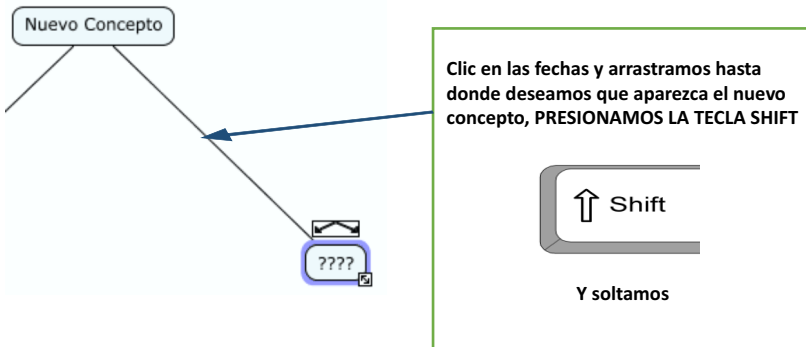 Nuevo Concepto
Clic en las fechas y arrastramos hasta
donde deseamos que aparezca el nuevo
concepto, PRESIONAMOS LA TECLA SHIFT
Shift
????
Y soltamos